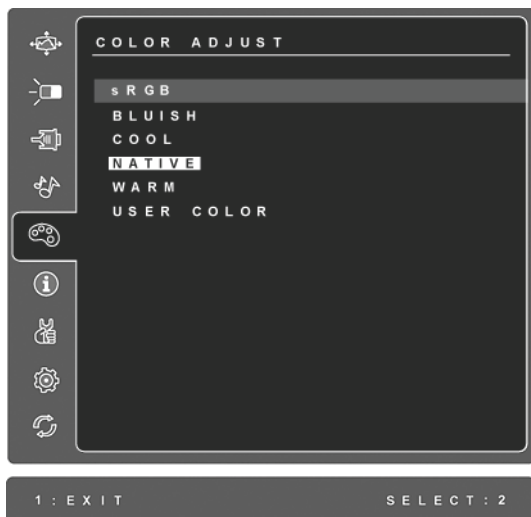 COLOR ADJUST
sRGB
BLUISH
COOL
NATIVE
WARM
USER COLOR
1:EXIT SELECT:2